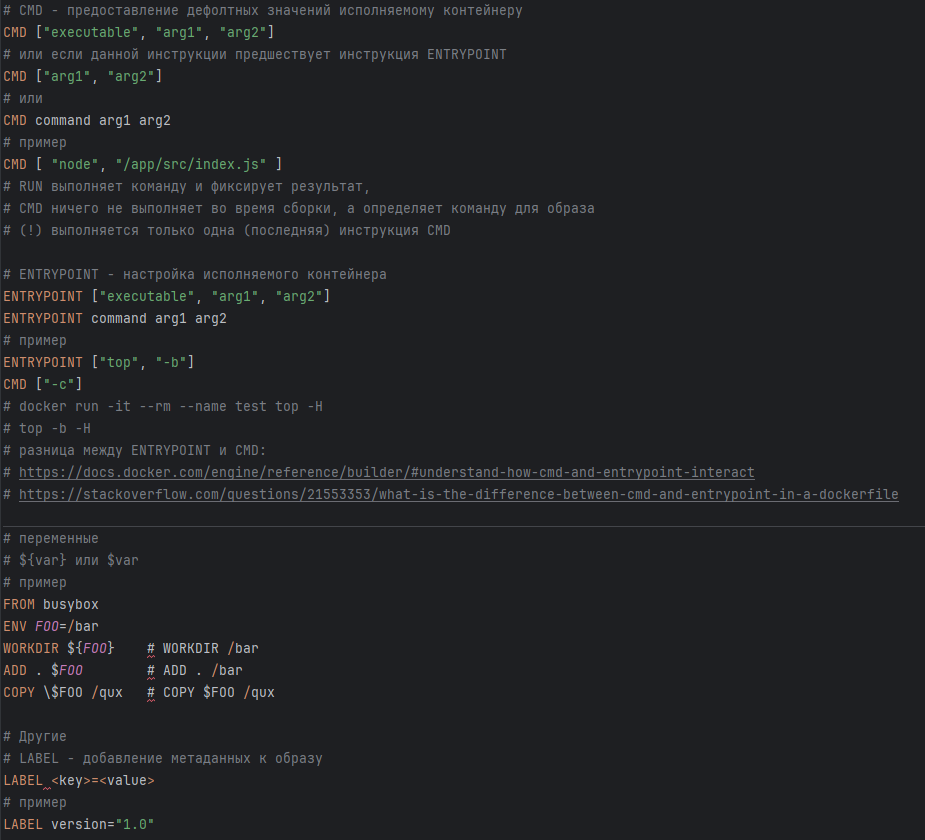 # CMD - предоставление дефолтных значений исполняемому контейнеру
CMD ["executable", "arg1", "arg2"]
# или если данной инструкции предшествует инструкция ENTRYPOINT
CMD ["arg1", "arg2"]
# или
CMD command arg1 arg2
# пример
CMD [ "node", "/app/src/index.js" ]
# RUN выполняет команду и фиксирует результат,
# CMD ничего не выполняет во время сборки, а определяет команду для образа
# (!) выполняется только одна (последняя) инструкция CMD

# ENTRYPOINT - настройка исполняемого контейнера
ENTRYPOINT ["executable", "arg1", "arg2"]
ENTRYPOINT command arg1 arg2
# пример
ENTRYPOINT ["top", "-b"]
CMD ["-c"]
# docker run -it --rm --name test top -H
# top -b -H
# разница между ENTRYPOINT и CMD:
# https://docs.docker.com/engine/reference/builder/#understand-how-cmd-and-entrypoint-interact
# https://stackoverflow.com/questions/21553353/what-is-the-difference-between-cmd-and-entrypoint-in-a-dockerfile

# переменные
# ${var} или $var
# пример
FROM busybox
ENV FOO=/bar
WORKDIR ${FOO}    # WORKDIR /bar
ADD . $FOO        # ADD . /bar
COPY \$FOO /qux   # COPY $FOO /qux

# Другие
# LABEL - добавление метаданных к образу
LABEL <key>=<value>
# пример
LABEL version="1.0"